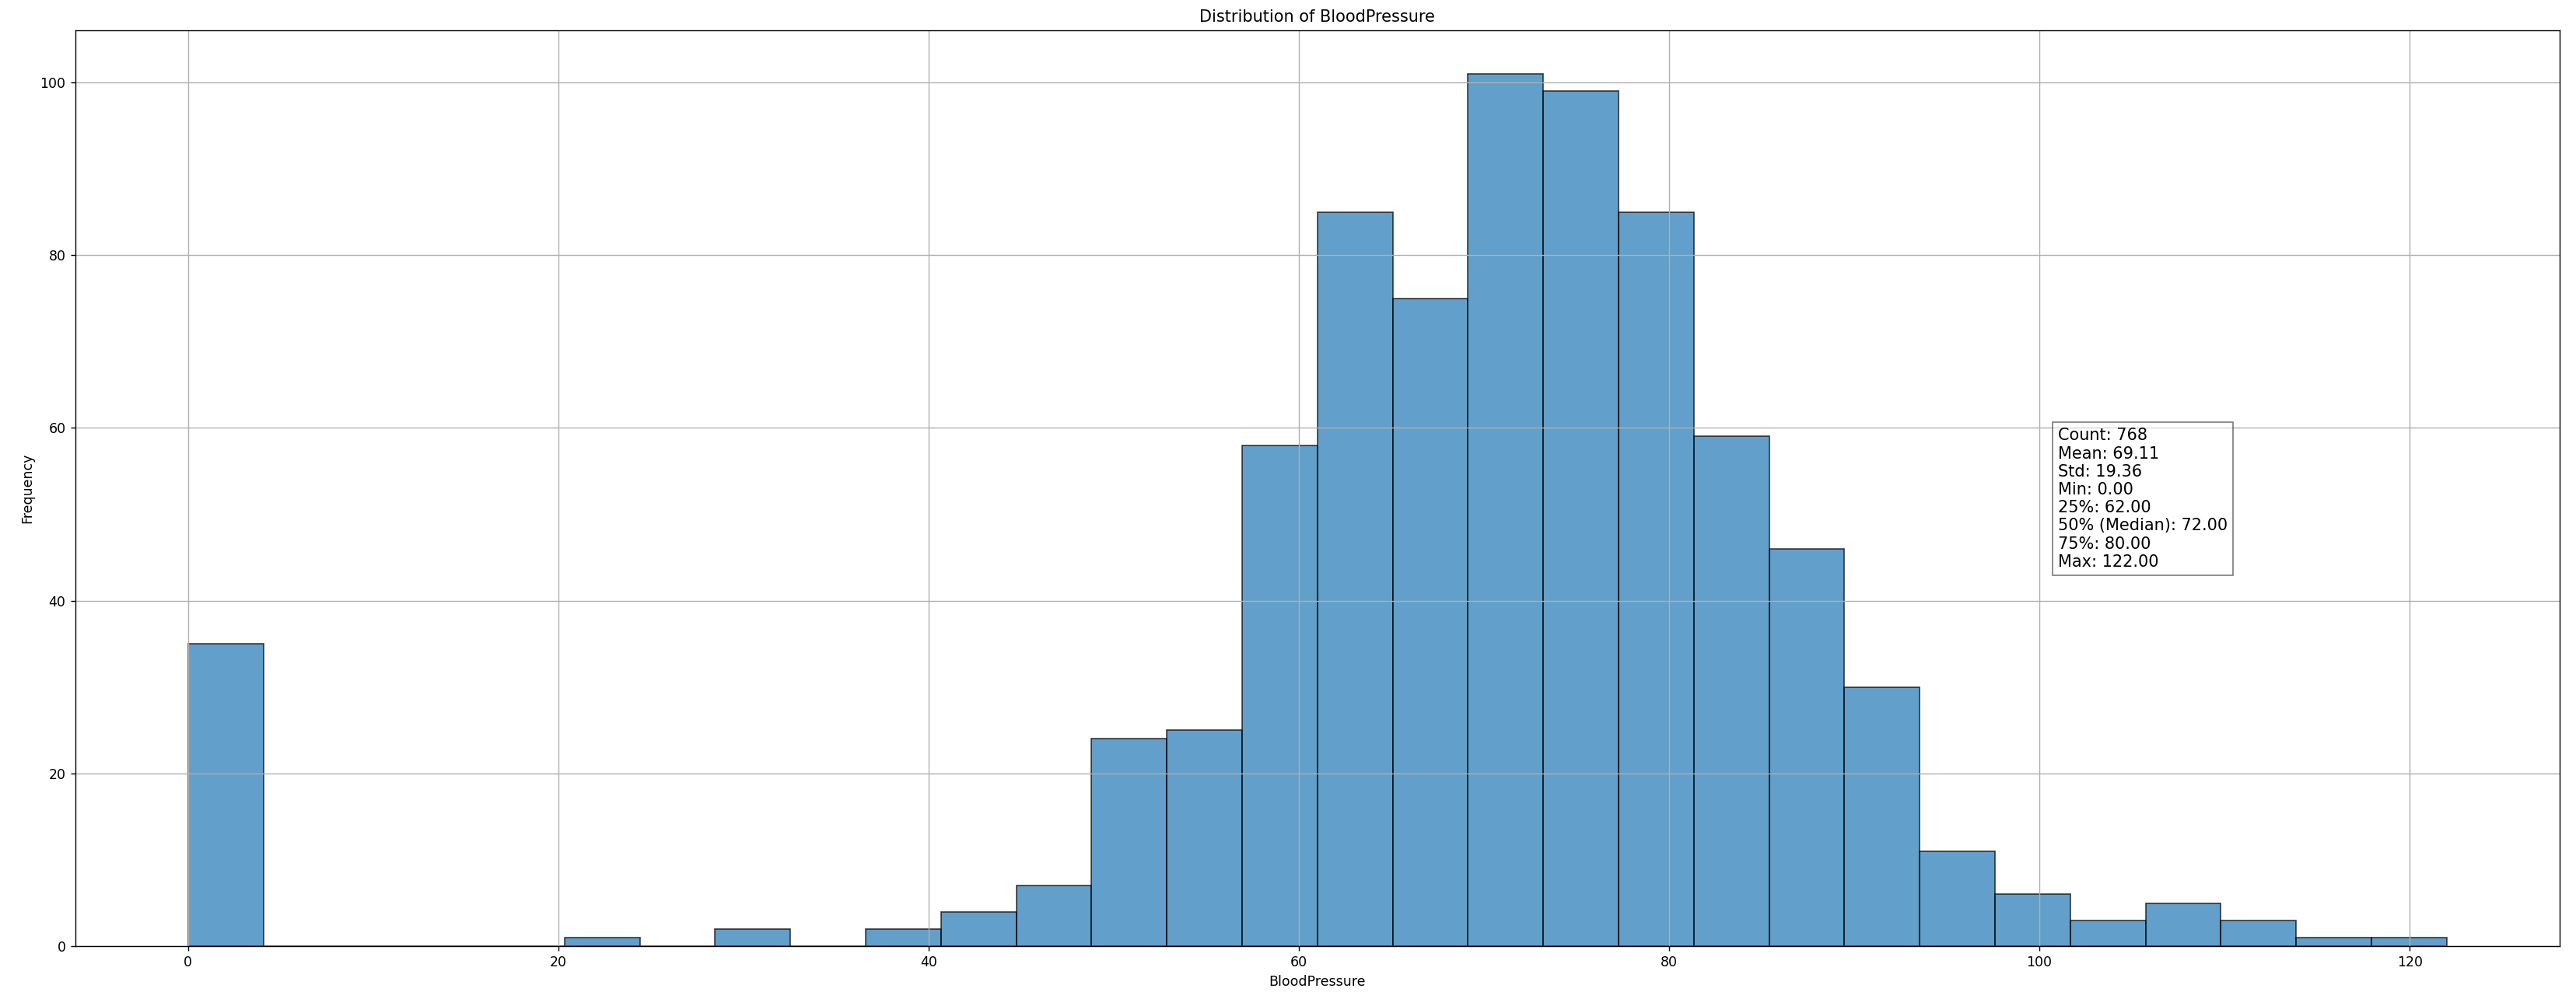 Distribution of BloodPressure
100
80
60
40
20
0
Frequency
Count: 768
Mean: 69.11
Std: 19.36
Min: 0.00
25%: 62.00
50% (Median): 72.00
75%: 80.00
Max: 122.00
0 20 40 60 80 100 120
BloodPressure